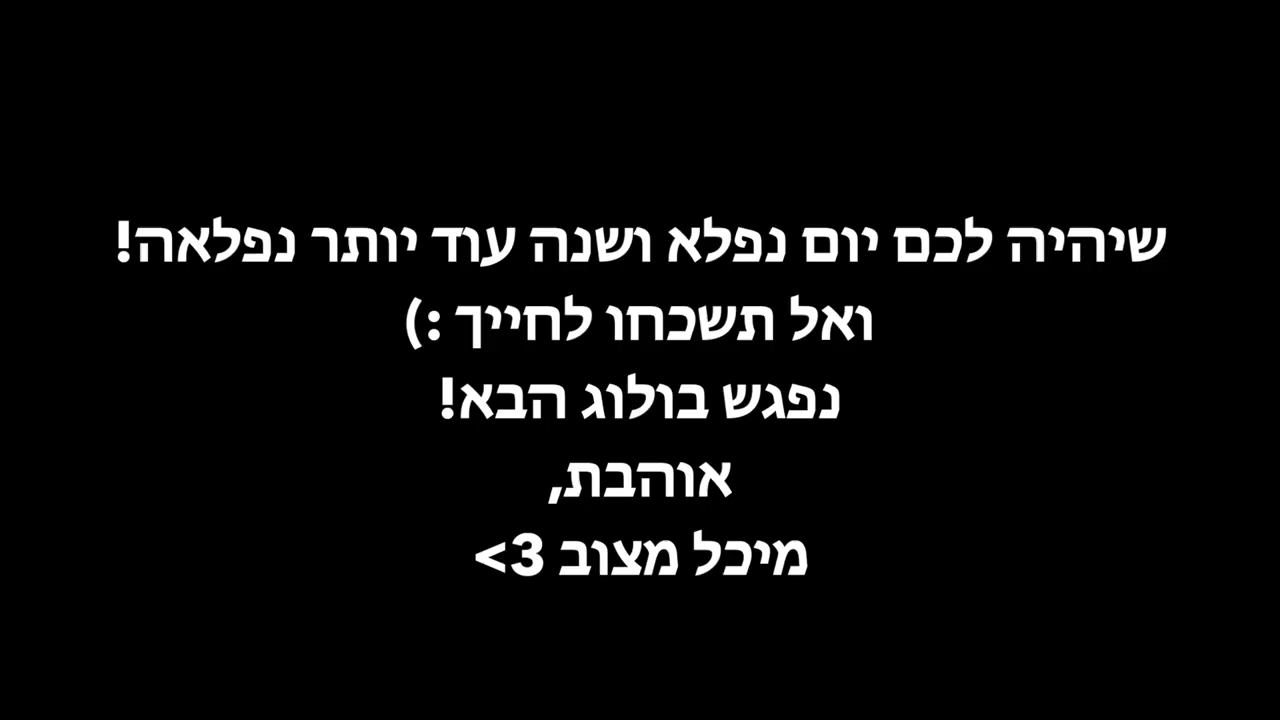 שיהיה לכם יום נפלא ושנה עוד יותר נפלאה!
ואל תשכחו לחייך :)
נפגש בולוג הבא!
אוהבת,
מיכל מצוב 3>